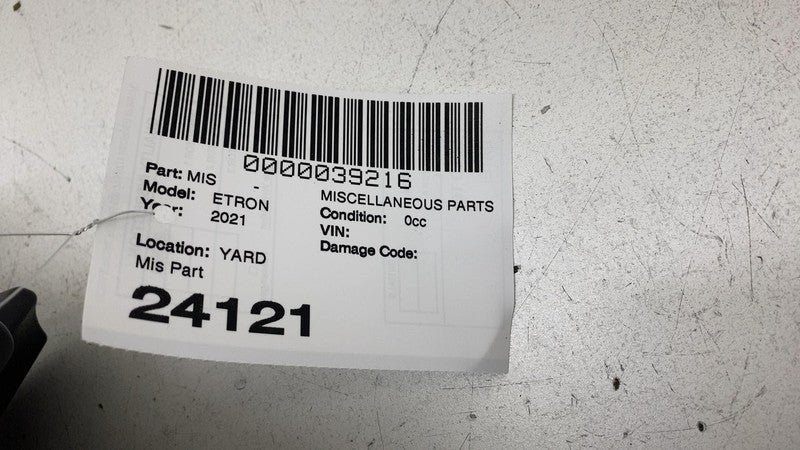 0000039216
Part: MIS -
MISCELLANEOUS PARTS
Model: ETRON
Condition: 0cc
Year: 2021
VIN:
Damage Code:
Location: YARD
Mis Part
24121